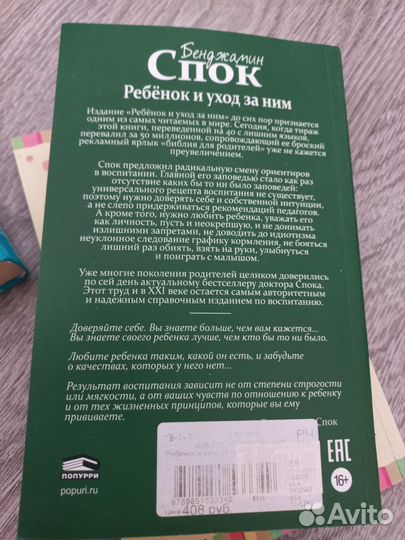 Бенджамин
СПОК
Ребёнок и уход за ним
Издание «Ребёнок и уход за ним» до сих пор признается
одним из самых читаемых в мире. Сегодня, когда тираж
этой книги, переведенной на 40 с лишним языков,
перевалил за 50 миллионов, сопровождающий ее броский
рекламный ярлык «библия для родителей» уже не кажется
преувеличением.
Спок предложил радикальную смену ориентиров
в воспитании. Главной его заповедью стало как раз
отсутствие каких бы то ни было заповедей:
универсального рецепта воспитания не существует,
поэтому нужно доверять себе и собственной интуиции,
а не слепо придерживаться рекомендаций педагогов.
А кроме того, нужно любить ребенка, уважать его
как личность, пусть и неокрепшую, и не донимать
излишними запретами, не доводить до идиотизма
неуклонное следование графику кормления, не бояться
лишний раз обнять, взять на руки, улыбнуться
и поиграть с малышом.
Уже многие поколения родителей целиком доверились
по сей день актуальному бестселлеру доктора Спока.
Этот труд и в XXI веке остается самым авторитетным
и надежным справочным изданием по воспитанию.
Доверяйте себе. Вы знаете больше, чем вам кажется...
Вы знаете своего ребенка лучше, чем кто бы то ни было.
Любите ребенка таким, какой он есть, и забудьте
о качествах, которых у него нет...
Результат воспитания зависит не от степени строгости
или мягкости, а от ваших чувств по отношению к ребенку
и от тех жизненных принципов, которые вы ему
прививаете.
Спок
Ребенок и уход
Цена 408 руб.
ПОПУРРИ
popuri.ru
EAC
16+
Avito